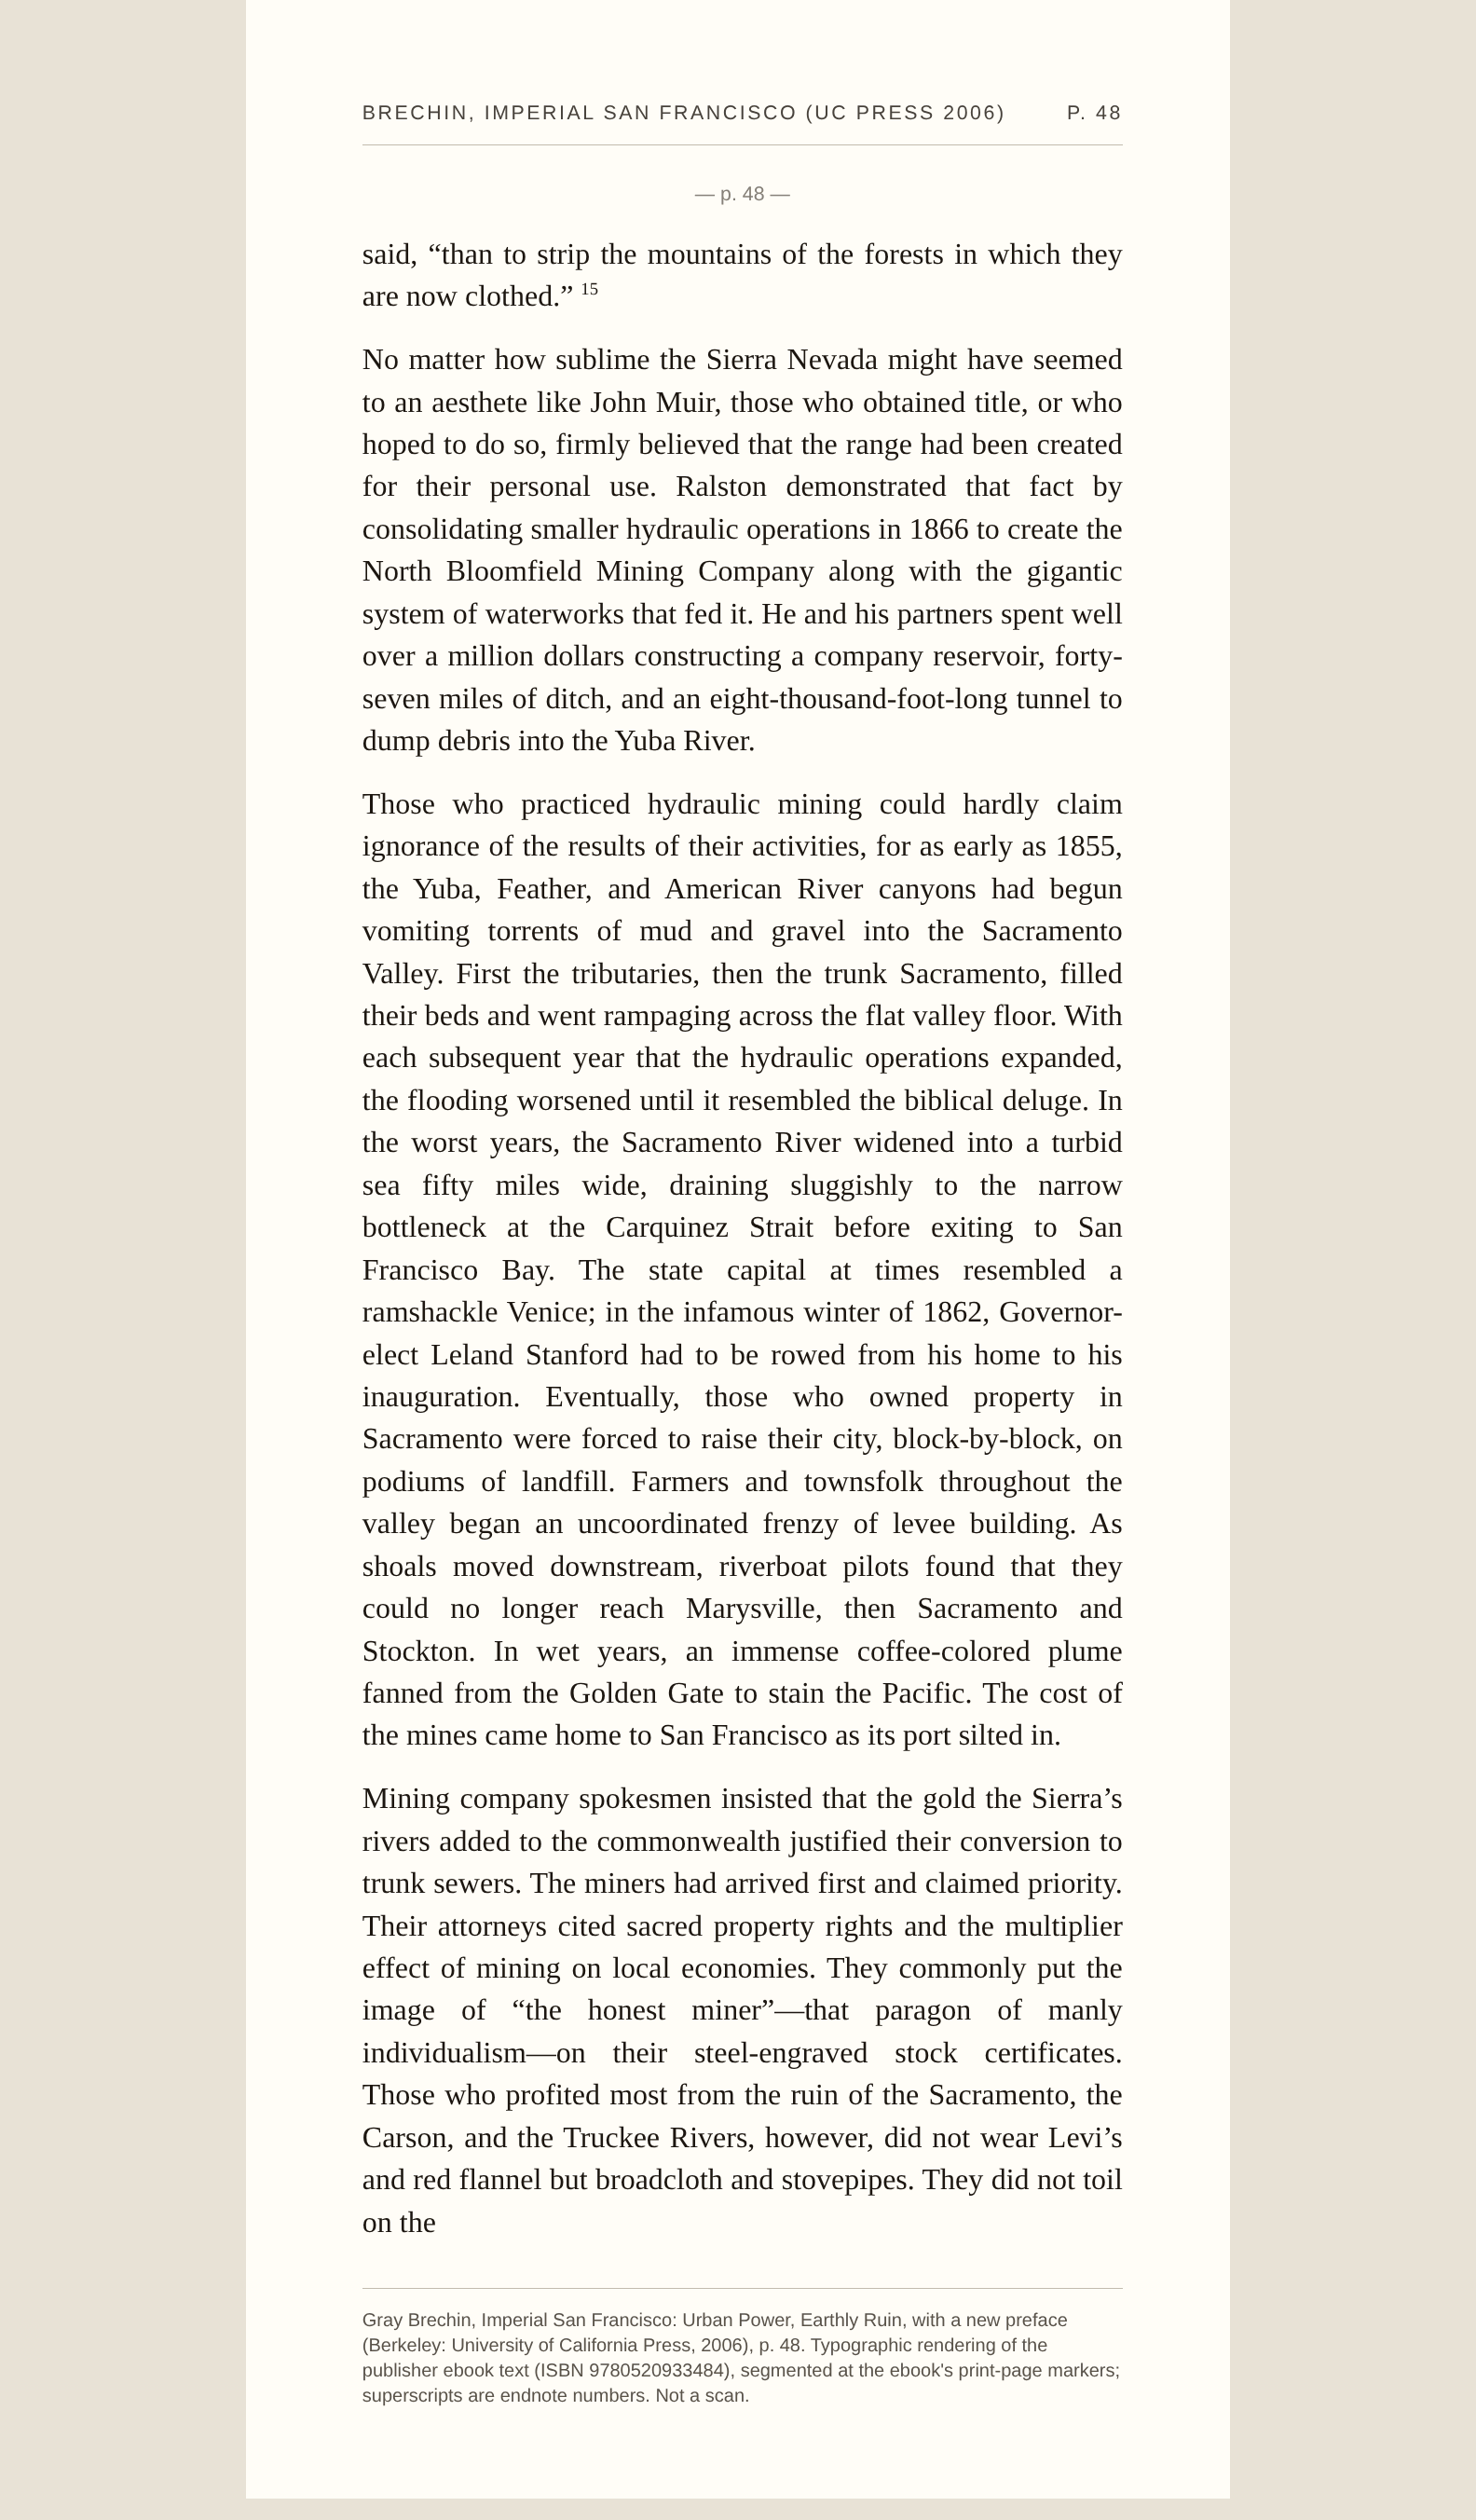 BRECHIN, IMPERIAL SAN FRANCISCO (UC PRESS 2006) P. 48
— p. 48 —
said, “than to strip the mountains of the forests in which they
are now clothed.” 15
No matter how sublime the Sierra Nevada might have seemed
to an aesthete like John Muir, those who obtained title, or who
hoped to do so, firmly believed that the range had been created
for their personal use. Ralston demonstrated that fact by
consolidating smaller hydraulic operations in 1866 to create the
North Bloomfield Mining Company along with the gigantic
system of waterworks that fed it. He and his partners spent well
over a million dollars constructing a company reservoir, forty-
seven miles of ditch, and an eight-thousand-foot-long tunnel to
dump debris into the Yuba River.
Those who practiced hydraulic mining could hardly claim
ignorance of the results of their activities, for as early as 1855,
the Yuba, Feather, and American River canyons had begun
vomiting torrents of mud and gravel into the Sacramento
Valley. First the tributaries, then the trunk Sacramento, filled
their beds and went rampaging across the flat valley floor. With
each subsequent year that the hydraulic operations expanded,
the flooding worsened until it resembled the biblical deluge. In
the worst years, the Sacramento River widened into a turbid
sea fifty miles wide, draining sluggishly to the narrow
bottleneck at the Carquinez Strait before exiting to San
Francisco Bay. The state capital at times resembled a
ramshackle Venice; in the infamous winter of 1862, Governor-
elect Leland Stanford had to be rowed from his home to his
inauguration. Eventually, those who owned property in
Sacramento were forced to raise their city, block-by-block, on
podiums of landfill. Farmers and townsfolk throughout the
valley began an uncoordinated frenzy of levee building. As
shoals moved downstream, riverboat pilots found that they
could no longer reach Marysville, then Sacramento and
Stockton. In wet years, an immense coffee-colored plume
fanned from the Golden Gate to stain the Pacific. The cost of
the mines came home to San Francisco as its port silted in.
Mining company spokesmen insisted that the gold the Sierra’s
rivers added to the commonwealth justified their conversion to
trunk sewers. The miners had arrived first and claimed priority.
Their attorneys cited sacred property rights and the multiplier
effect of mining on local economies. They commonly put the
image of “the honest miner”—that paragon of manly
individualism—on their steel-engraved stock certificates.
Those who profited most from the ruin of the Sacramento, the
Carson, and the Truckee Rivers, however, did not wear Levi’s
and red flannel but broadcloth and stovepipes. They did not toil
on the
Gray Brechin, Imperial San Francisco: Urban Power, Earthly Ruin, with a new preface
(Berkeley: University of California Press, 2006), p. 48. Typographic rendering of the
publisher ebook text (ISBN 9780520933484), segmented at the ebook's print-page markers;
superscripts are endnote numbers. Not a scan.